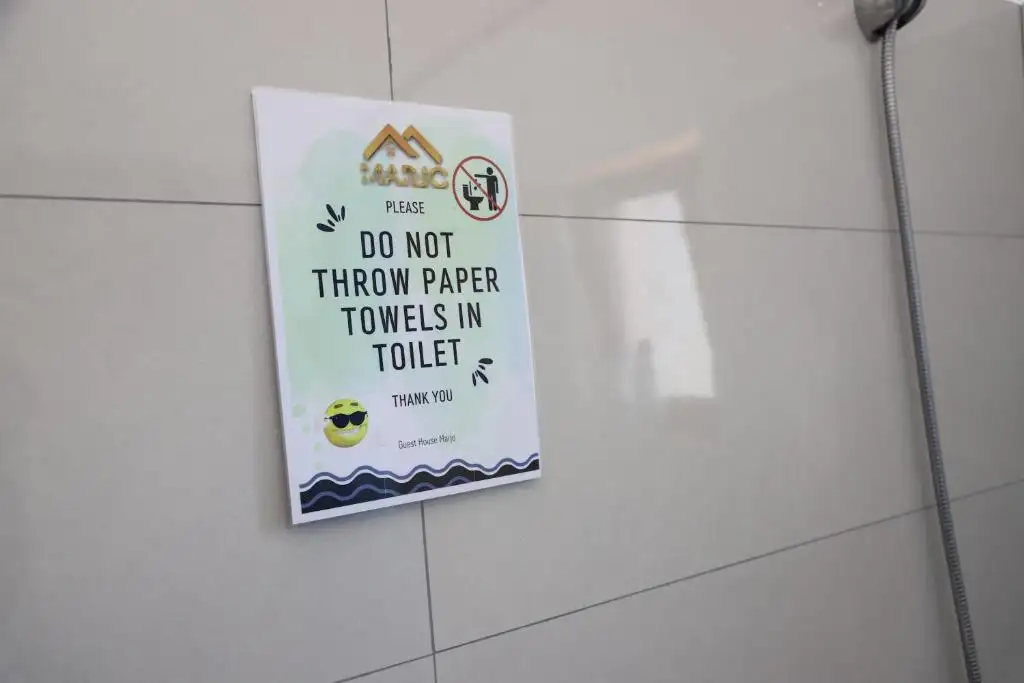 MARJO
PLEASE
DO NOT
THROW PAPER
TOWELS IN
TOILET
THANK YOU
Guest House Marjo